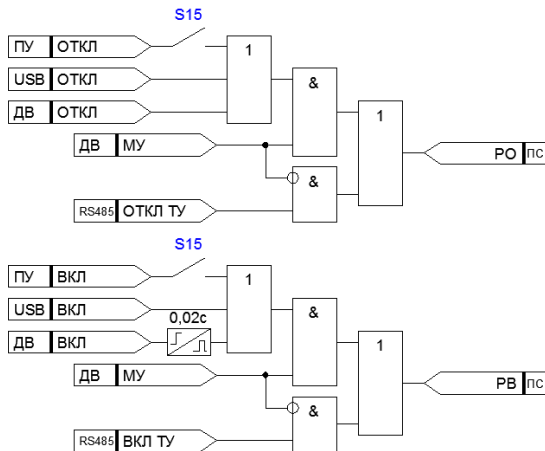 S15
ПУ ОТКЛ
1
USB ОТКЛ
&
ДВ ОТКЛ
1
ДВ МУ
РО ПС
&
RS485 ОТКЛ ТУ
S15
ПУ ВКЛ
1
USB ВКЛ
0,02с
&
ДВ ВКЛ
1
ДВ МУ
РВ ПС
&
RS485 ВКЛ ТУ